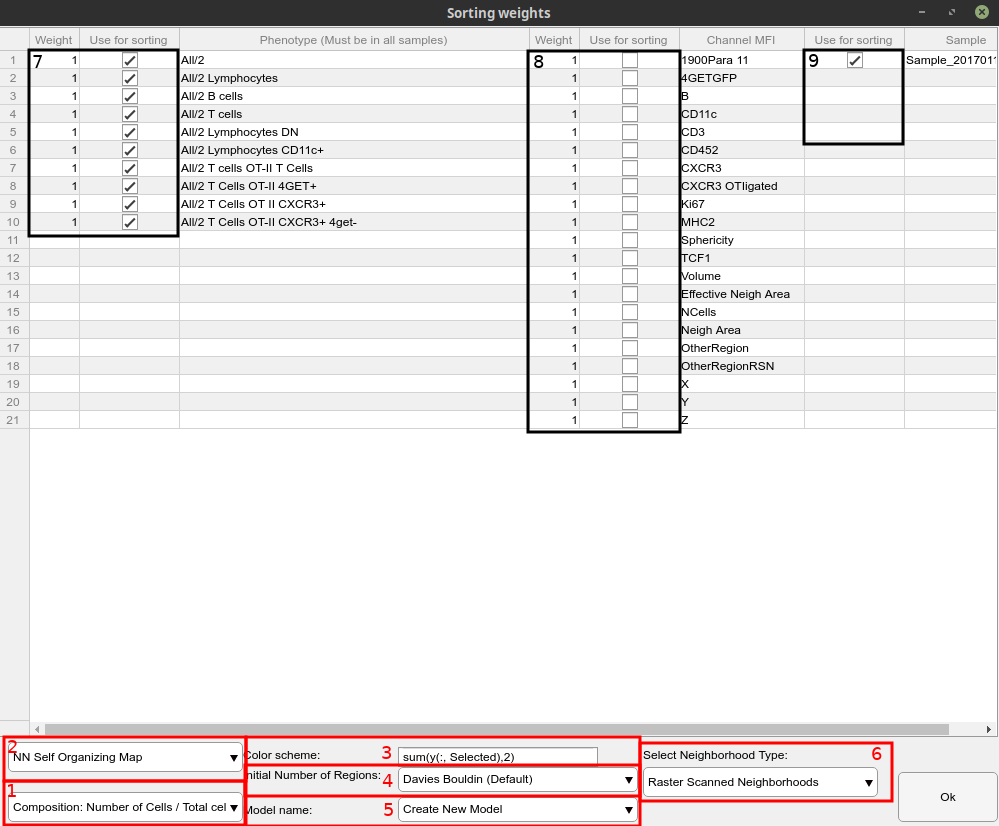 Sorting weights
Weight Use for sorting Phenotype (Must be in all samples) Weight Use for sorting Channel MFI Use for sorting Sample
1 7 1 All/2 8 1 1900Para 11 9 Sample_201701
2 1 All/2 Lymphocytes 1 4GETGFP
3 1 All/2 B cells 1 B
4 1 All/2 T cells 1 CD11c
5 1 All/2 Lymphocytes DN 1 CD3
6 1 All/2 Lymphocytes CD11c+ 1 CD452
7 1 All/2 T cells OT-II T Cells 1 CXCR3
8 1 All/2 T Cells OT-II 4GET+ 1 CXCR3 OTIigated
9 1 All/2 T Cells OT II CXCR3+ 1 Ki67
10 1 All/2 T Cells OT-II CXCR3+ 4get- 1 MHC2
11 1 Sphericity
12 1 TCF1
13 1 Volume
14 1 Effective Neigh Area
15 1 NCells
16 1 Neigh Area
17 1 OtherRegion
18 1 OtherRegionRSN
19 1 X
20 1 Y
21 1 Z
2 NN Self Organizing Map
Color scheme: 3 sum(y(:, Selected),2)
Select Neighborhood Type: 6
Initial Number of Regions: 4 Davies Bouldin (Default)
Raster Scanned Neighborhoods
1 Composition: Number of Cells / Total cel
Model name: 5 Create New Model
Ok